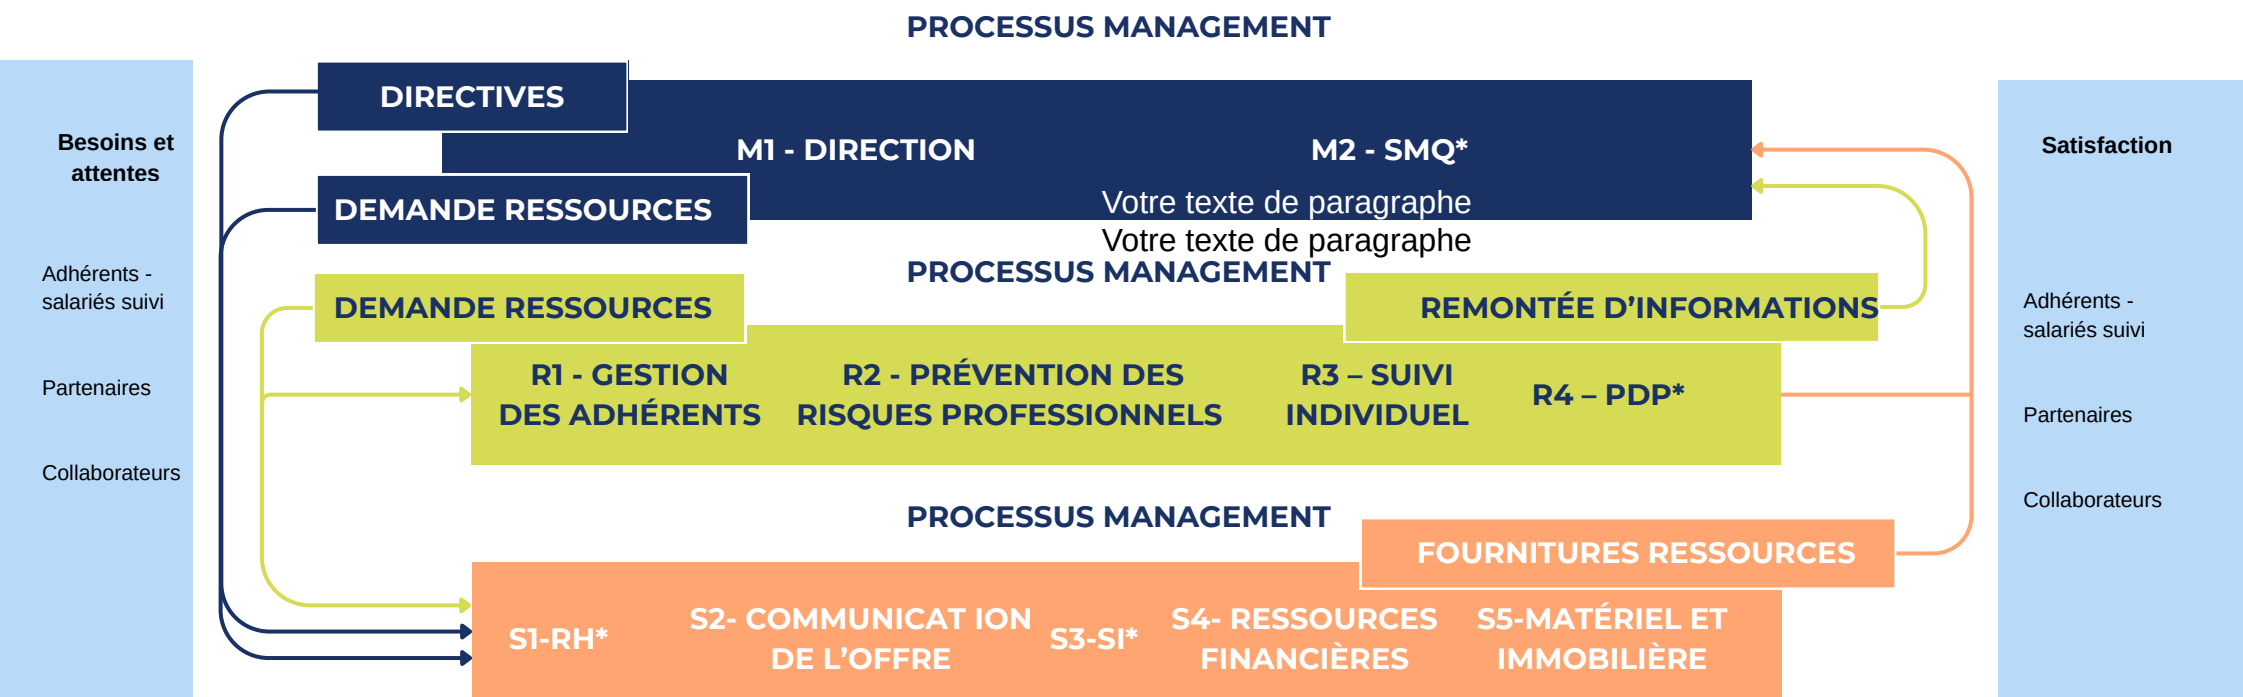 PROCESSUS MANAGEMENT
DIRECTIVES
Besoins et
attentes
M1 - DIRECTION
M2 - SMQ*
Satisfaction
DEMANDE RESSOURCES
Votre texte de paragraphe
Votre texte de paragraphe
PROCESSUS MANAGEMENT
Adhérents -
salariés suivi
DEMANDE RESSOURCES
REMONTÉE D’INFORMATIONS
Adhérents -
salariés suivi
Partenaires
R1 - GESTION
DES ADHÉRENTS
R2 - PRÉVENTION DES
RISQUES PROFESSIONNELS
R3 – SUIVI
INDIVIDUEL
R4 – PDP*
Partenaires
Collaborateurs
Collaborateurs
PROCESSUS MANAGEMENT
FOURNITURES RESSOURCES
S1-RH*
S2- COMMUNICAT ION
DE L’OFFRE
S3-SI*
S4- RESSOURCES
FINANCIÈRES
S5-MATÉRIEL ET
IMMOBILIÈRE